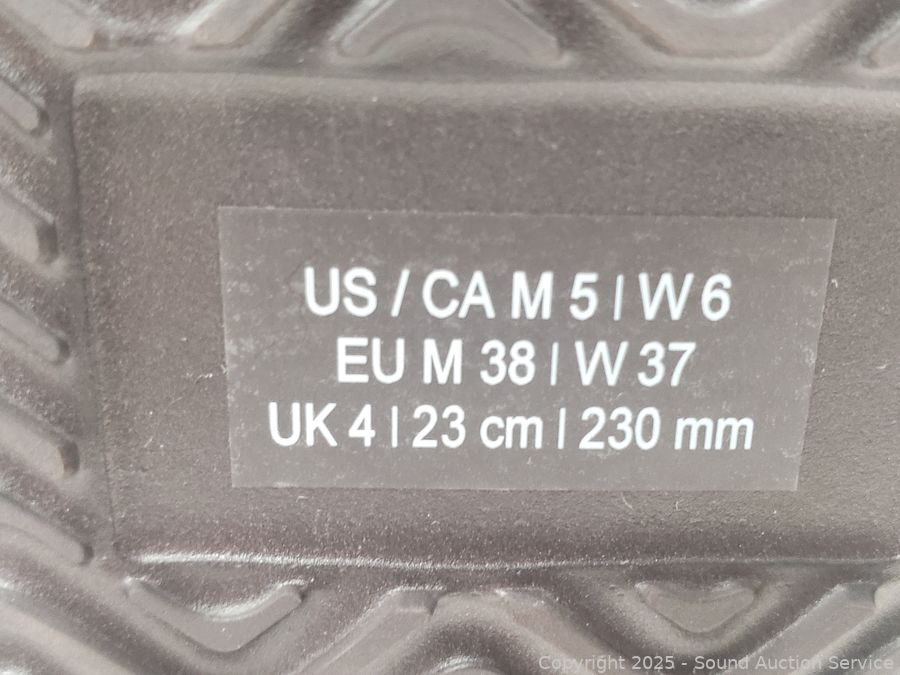 US / CA M 5 | W 6
EU M 38 | W 37
UK 4 | 23 cm | 230 mm
Copyright 2025 - Sound Auction Service